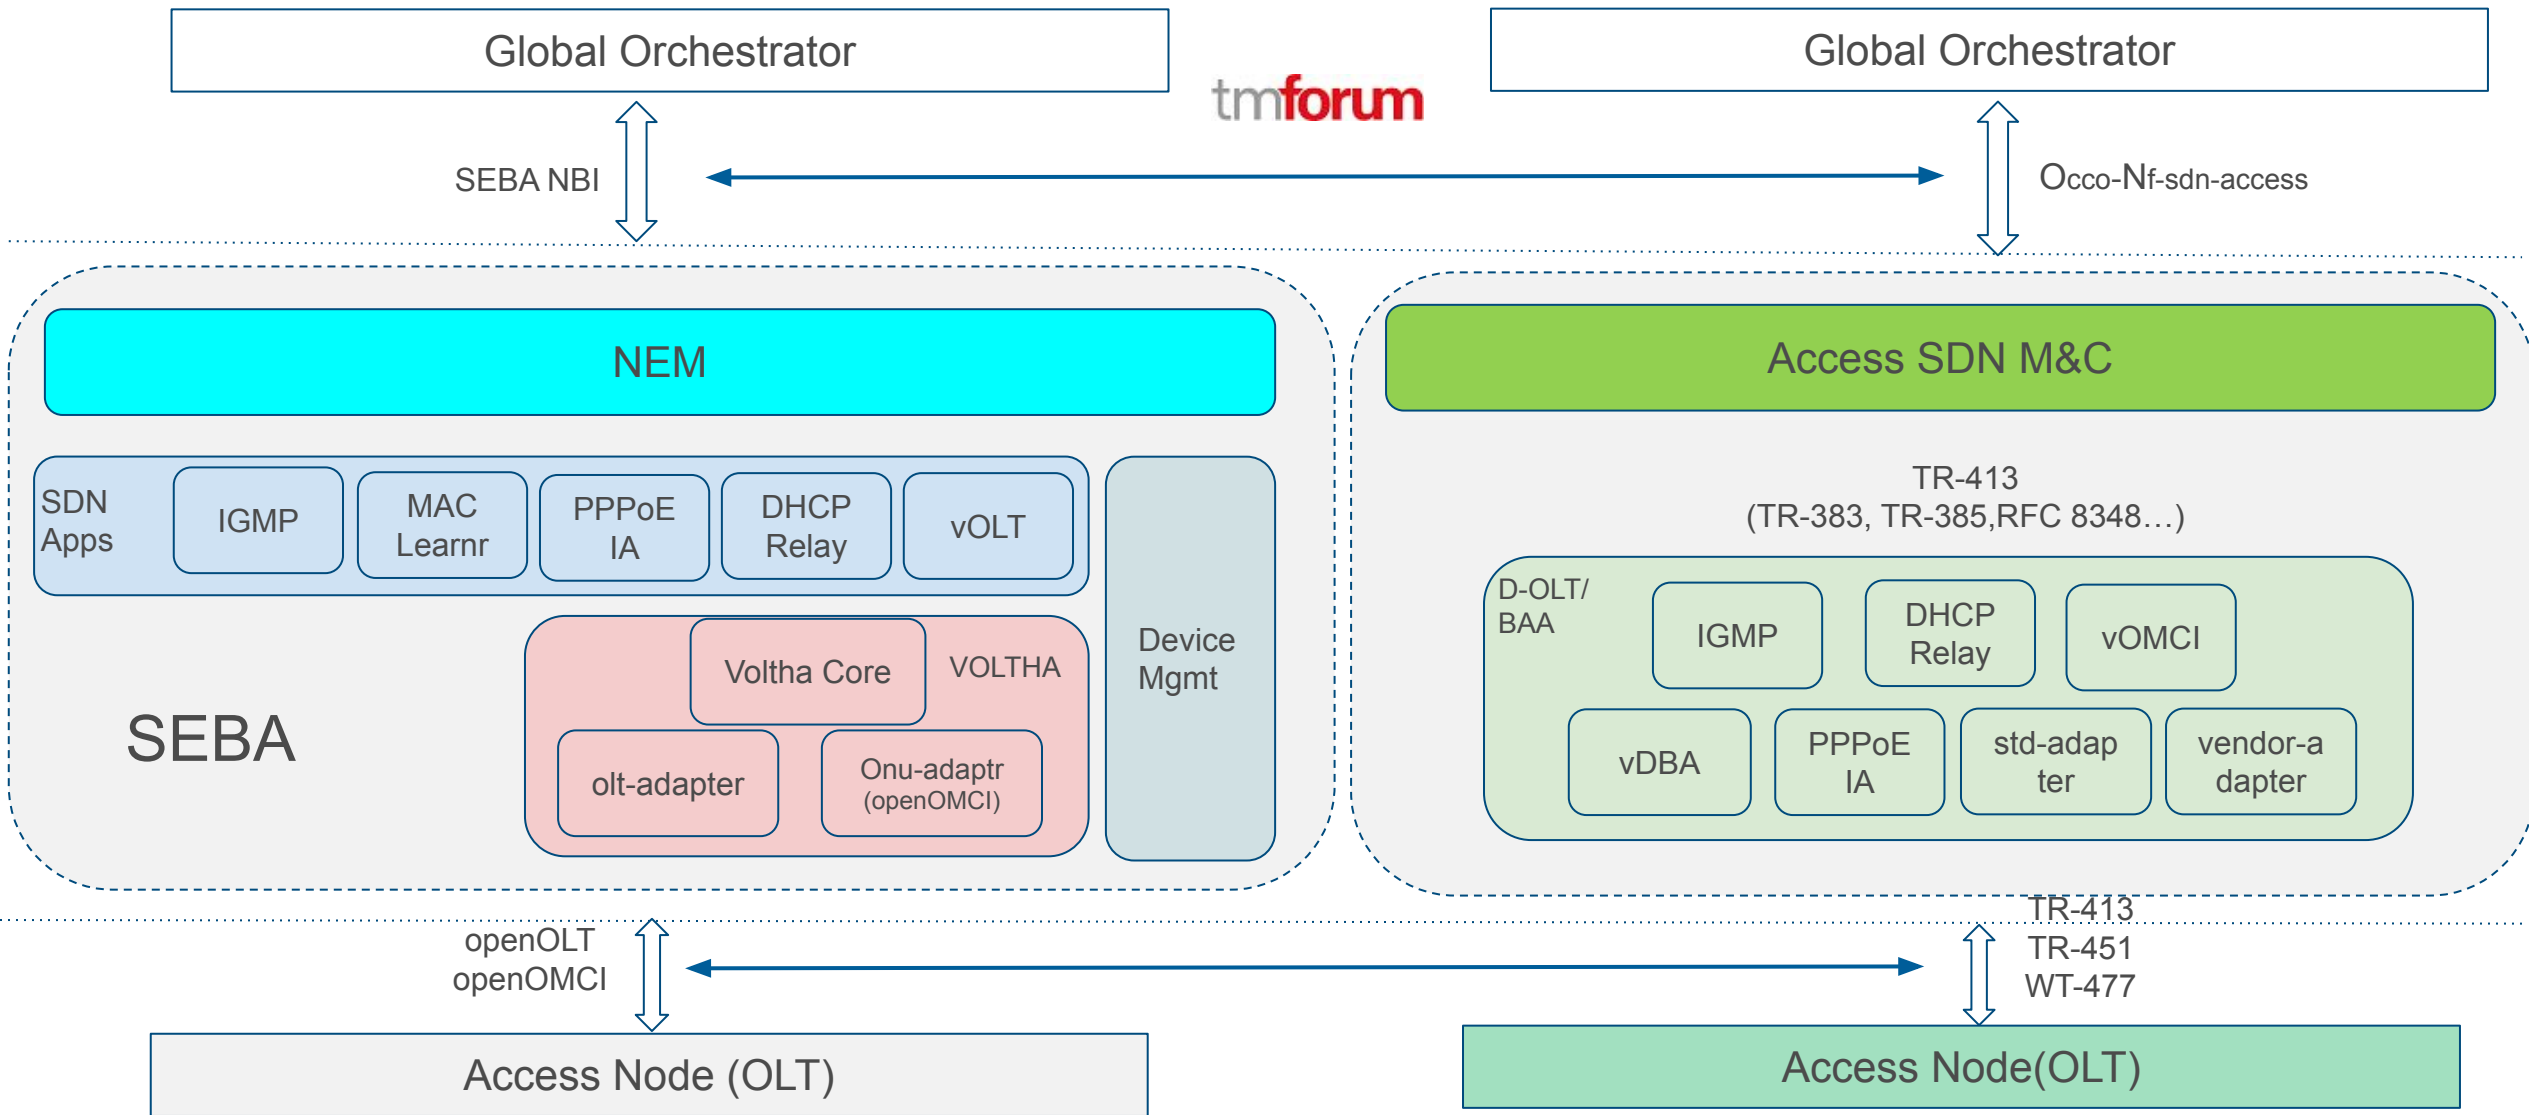 Global Orchestrator
Global Orchestrator
tmforum
SEBA NBI
Occo-Nf-sdn-access
NEM
Access SDN M&C
SDN
Apps
IGMP
MAC
Learnr
PPPoE
IA
DHCP
Relay
vOLT
TR-413
(TR-383, TR-385,RFC 8348…)
Device
Mgmt
Voltha Core
VOLTHA
olt-adapter
Onu-adaptr
(openOMCI)
SEBA
D-OLT/
BAA
IGMP
DHCP
Relay
vOMCI
vDBA
PPPoE
IA
std-adap
ter
vendor-a
dapter
openOLT
openOMCI
TR-413
TR-451
WT-477
Access Node (OLT)
Access Node(OLT)